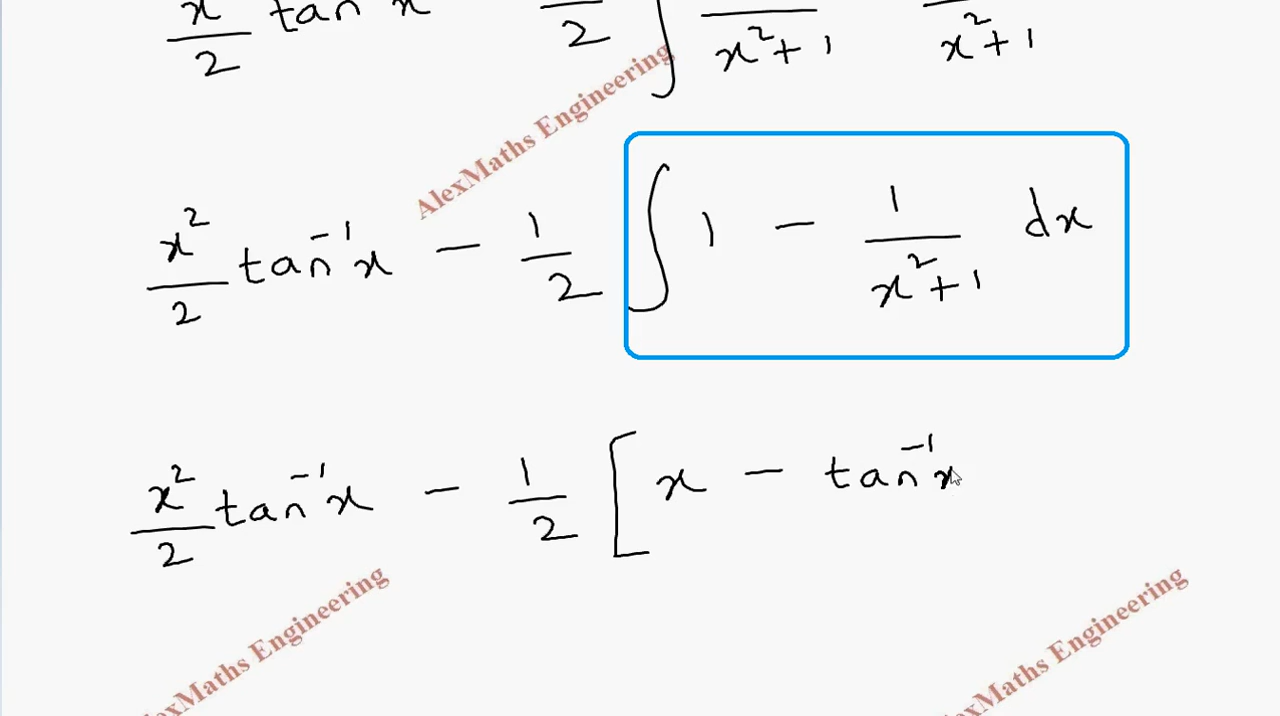 x/2 tan x /2 ∫ /x²+1 /x²+1
AlexMaths Engineering
x²/2 tan⁻¹x − 1/2 ∫ 1 − 1/x²+1 dx
x²/2 tan⁻¹x − 1/2 [ x − tan⁻¹x
lexMaths Engineering
AlexMaths Engineering